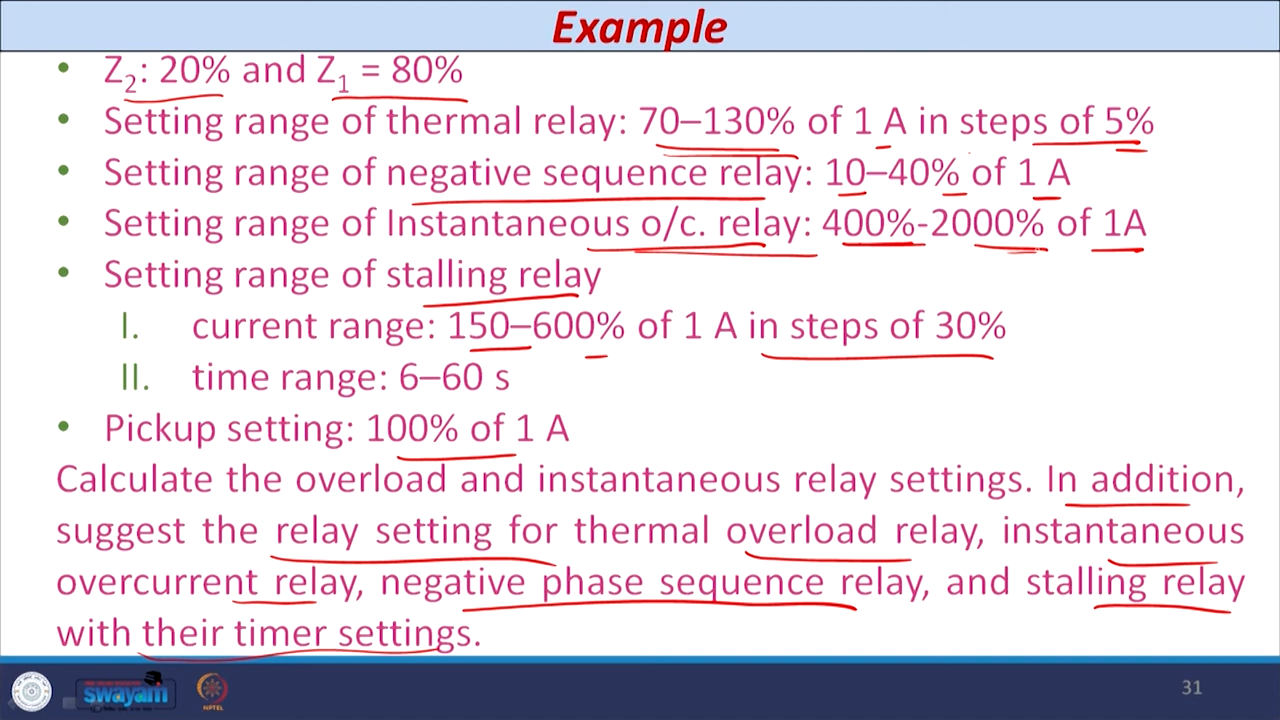 Example
• Z₂: 20% and Z₁ = 80%
• Setting range of thermal relay: 70–130% of 1 A in steps of 5%
• Setting range of negative sequence relay: 10–40% of 1 A
• Setting range of Instantaneous o/c. relay: 400%-2000% of 1A
• Setting range of stalling relay
I. current range: 150–600% of 1 A in steps of 30%
II. time range: 6–60 s
• Pickup setting: 100% of 1 A
Calculate the overload and instantaneous relay settings. In addition,
suggest the relay setting for thermal overload relay, instantaneous
overcurrent relay, negative phase sequence relay, and stalling relay
with their timer settings.
swayam
NPTEL
31